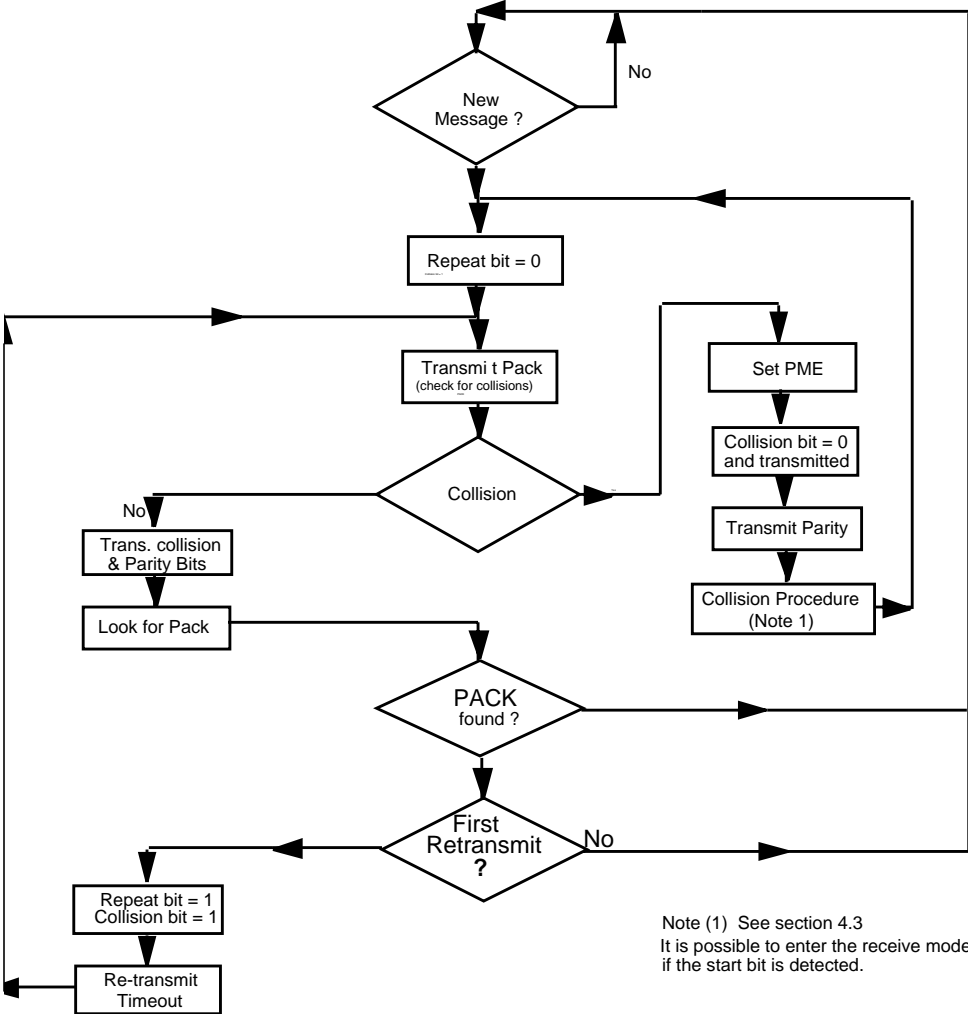 No
New
Message ?
Repeat bit = 0
Transmi t Pack
(check for collisions)
Set PME
Collision bit = 0
and transmitted
Collision
No
Trans. collision
& Parity Bits
Transmit Parity
Collision Procedure
(Note 1)
Look for Pack
PACK
found ?
First
Retransmit
?
No
Repeat bit = 1
Collision bit = 1
Re-transmit
Timeout
Note (1) See section 4.3
It is possible to enter the receive mode
if the start bit is detected.